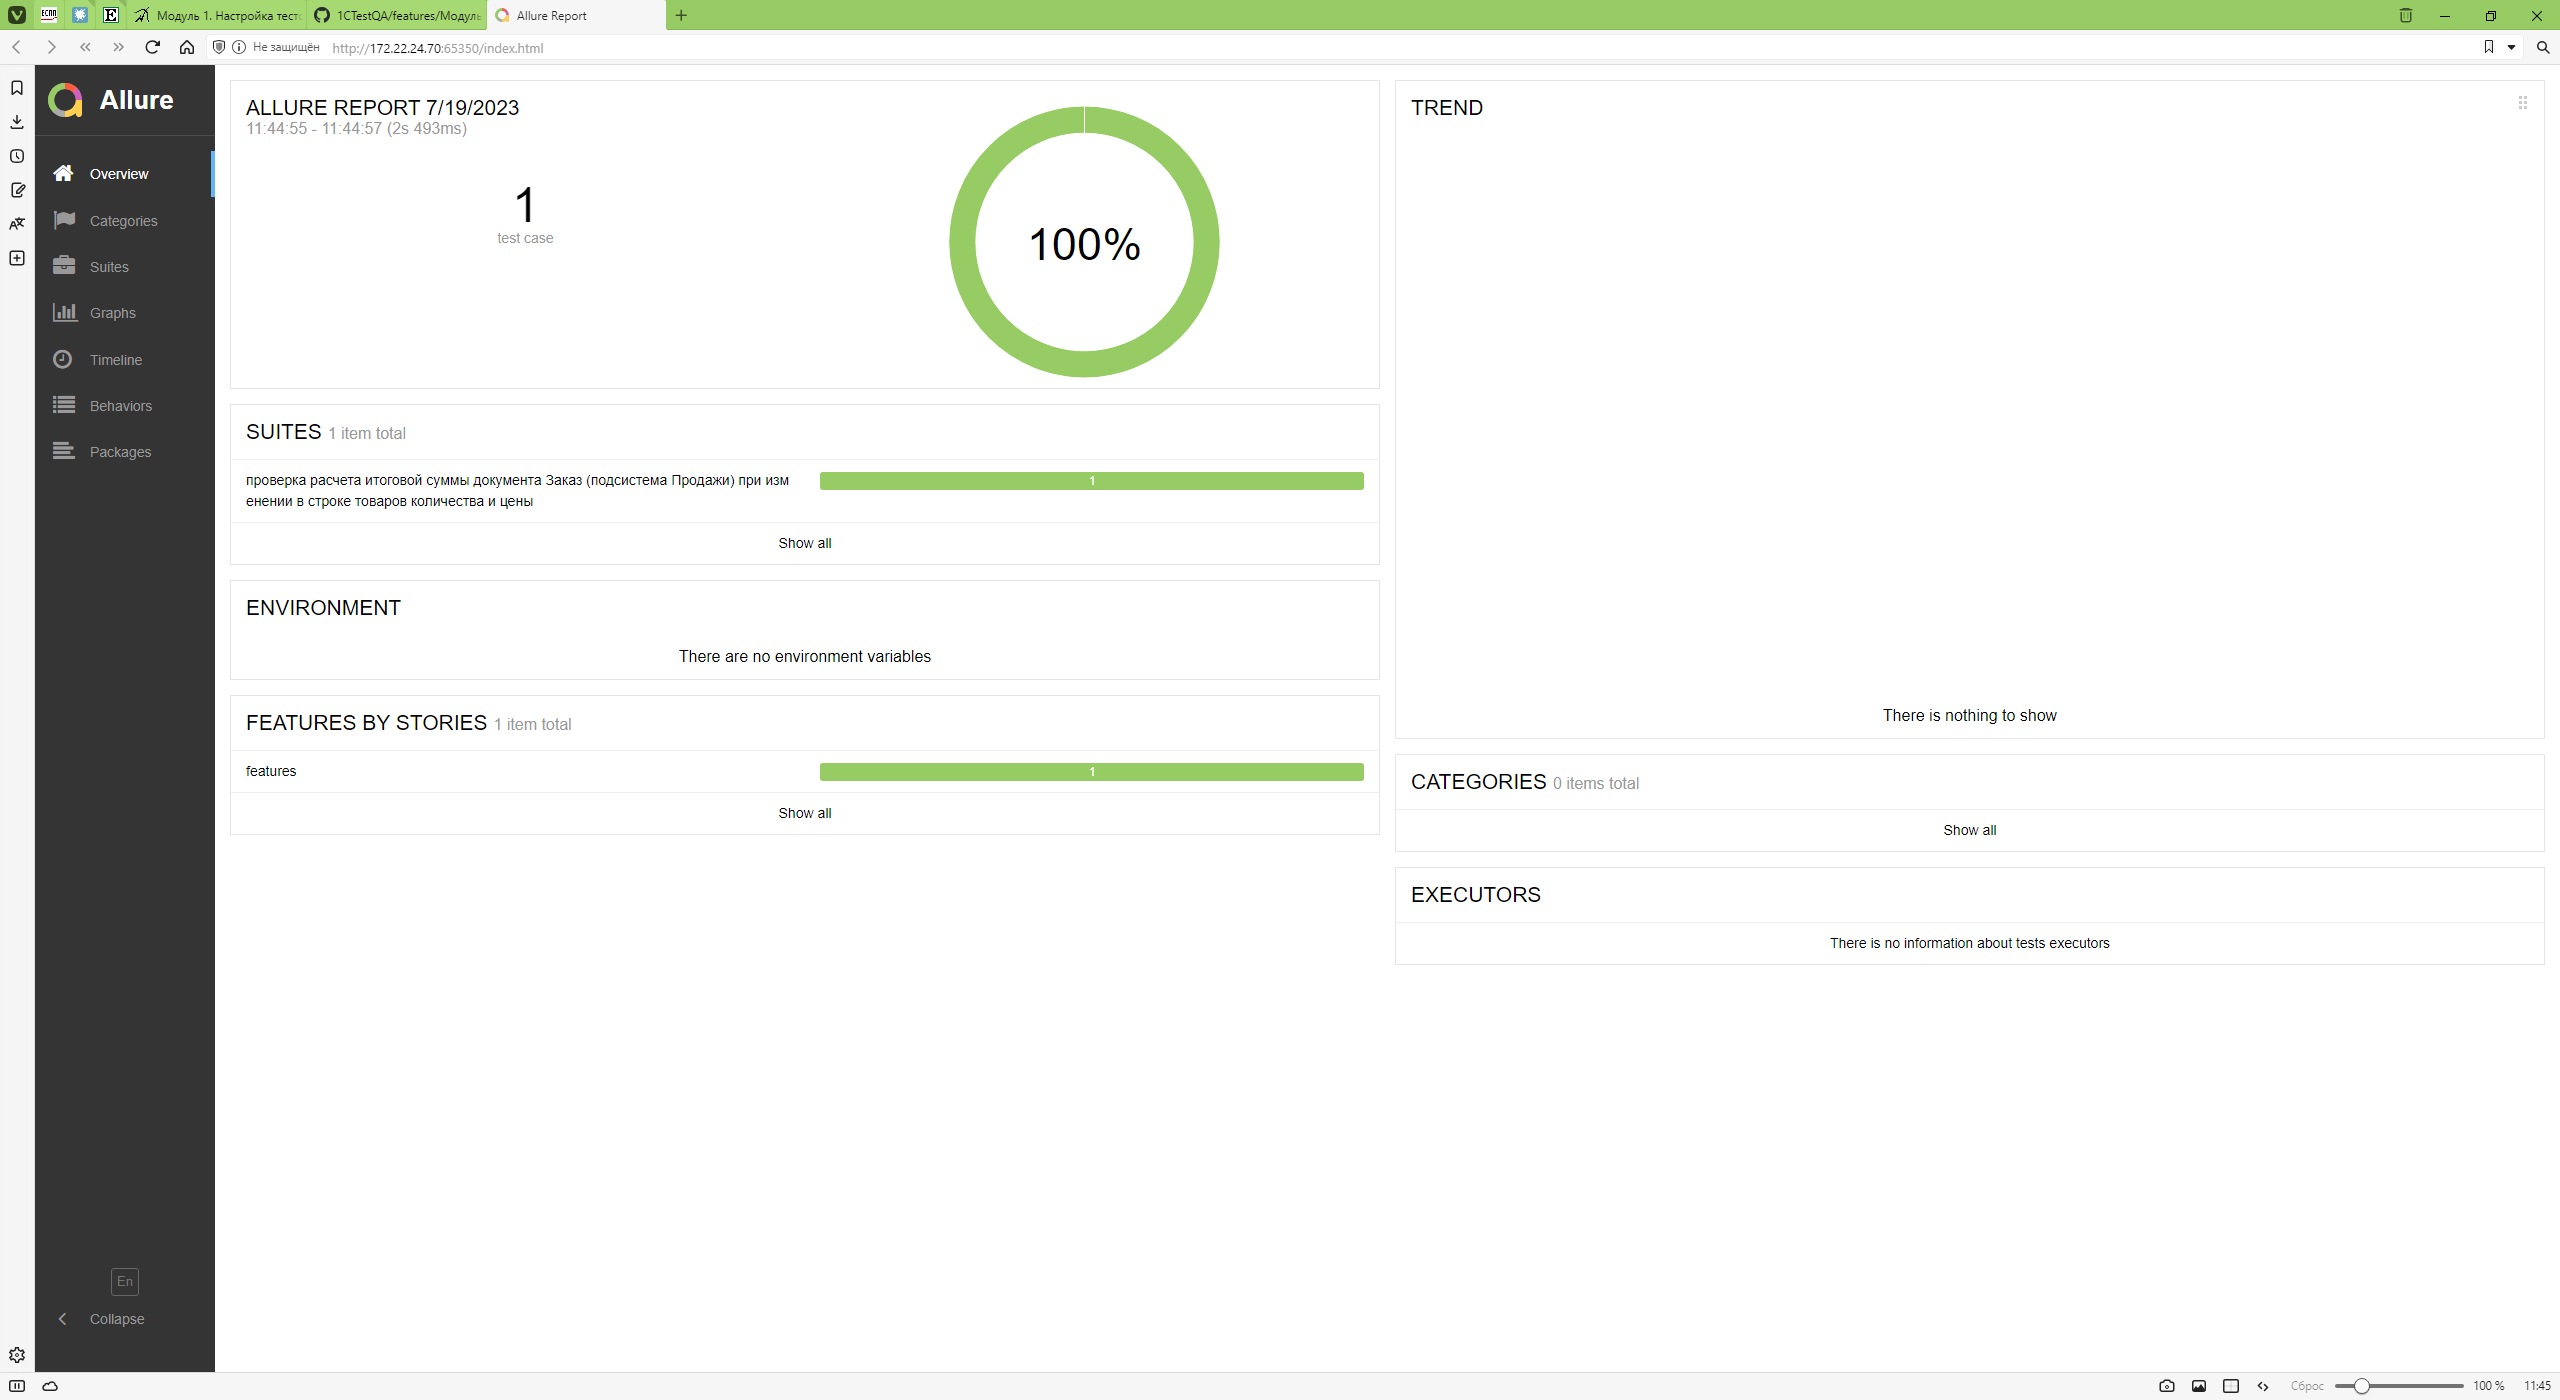 ЕСПП
E
Модуль 1. Настройка тест
1CTestQA/features/Модуль
Allure Report
Не защищён
http://172.22.24.70:65350/index.html
Allure
Overview
Categories
Suites
Graphs
Timeline
Behaviors
Packages
En
Collapse
ALLURE REPORT 7/19/2023
11:44:55 - 11:44:57 (2s 493ms)
1
test case
100%
SUITES 1 item total
проверка расчета итоговой суммы документа Заказ (подсистема Продажи) при изм
енении в строке товаров количества и цены
1
Show all
ENVIRONMENT
There are no environment variables
FEATURES BY STORIES 1 item total
features
1
Show all
TREND
There is nothing to show
CATEGORIES 0 items total
Show all
EXECUTORS
There is no information about tests executors
Сброс
100 %
11:45